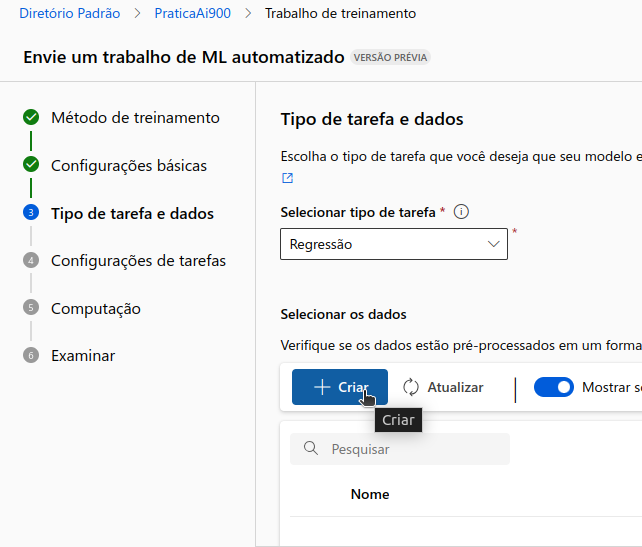 Diretório Padrão > PraticaAi900 > Trabalho de treinamento
Envie um trabalho de ML automatizado VERSÃO PRÉVIA
Método de treinamento
Configurações básicas
3 Tipo de tarefa e dados
4 Configurações de tarefas
5 Computação
6 Examinar
Tipo de tarefa e dados
Escolha o tipo de tarefa que você deseja que seu modelo e
Selecionar tipo de tarefa *
Regressão *
Selecionar os dados
Verifique se os dados estão pré-processados em um forma
+ Criar Atualizar | Mostrar
Criar
Pesquisar
Nome